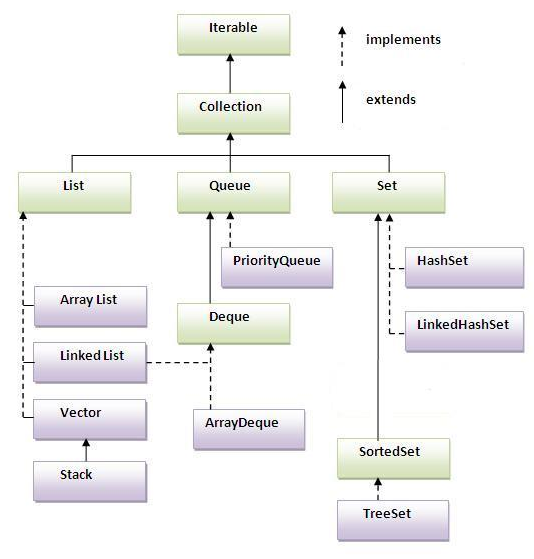 Iterable
implements
Collection
extends
List
Queue
Set
PriorityQueue
HashSet
Array List
Deque
LinkedHashSet
Linked List
Vector
ArrayDeque
Stack
SortedSet
TreeSet